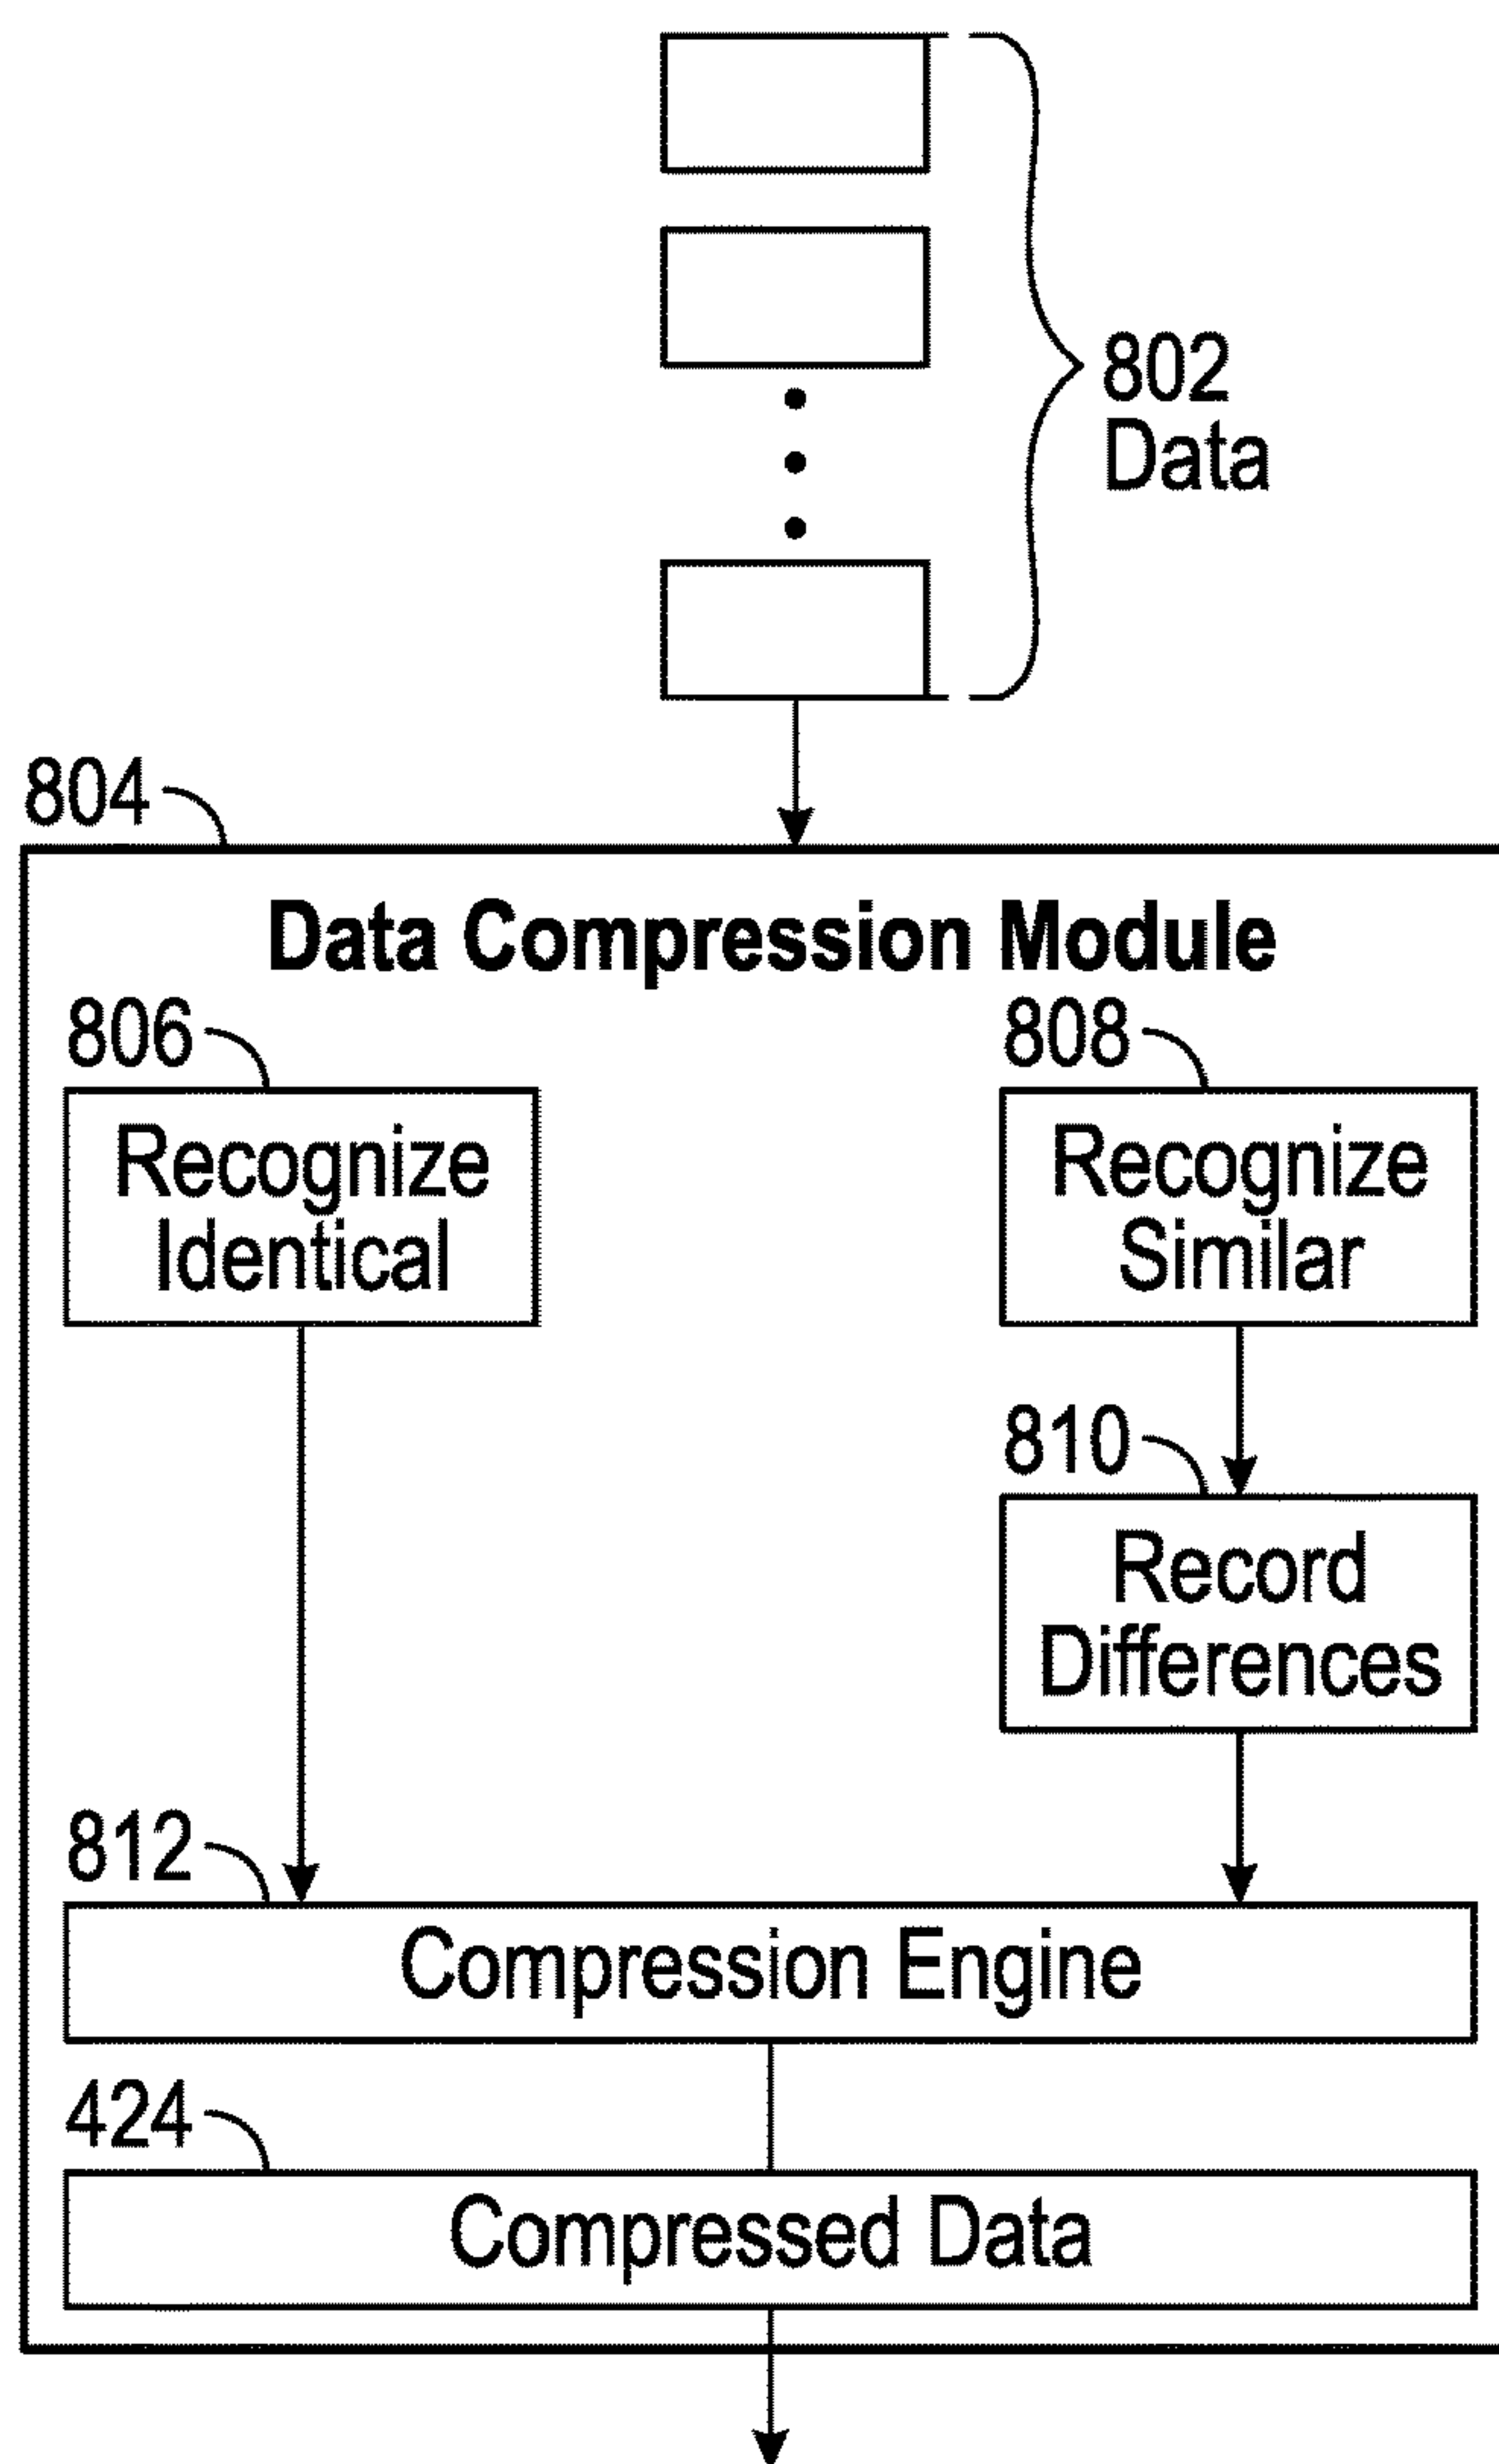 802
Data
804
Data Compression Module
806
808
Recognize
Identical
Recognize
Similar
810
Record
Differences
812
Compression Engine
424
Compressed Data